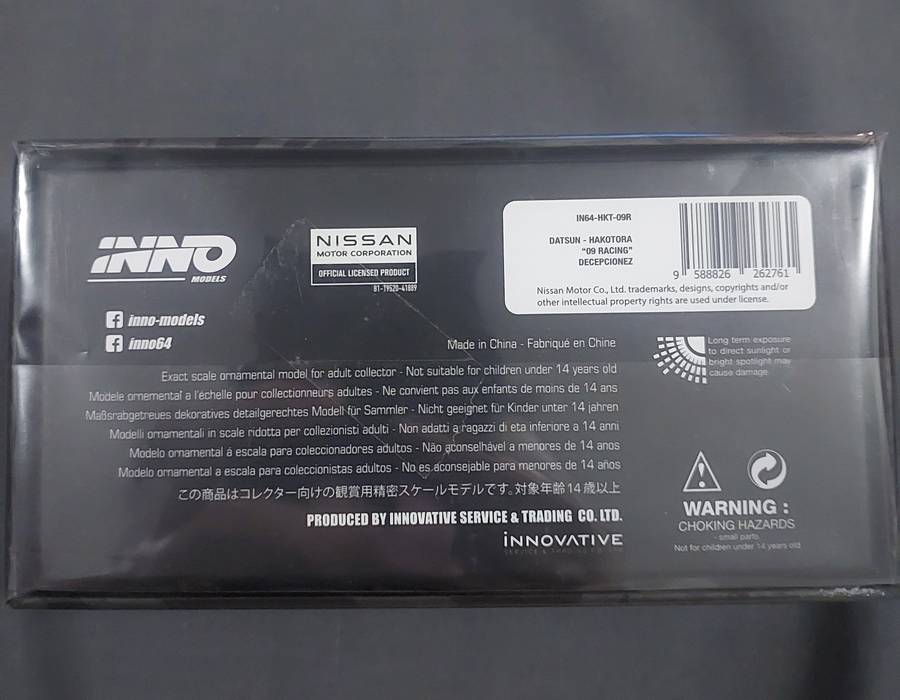 INNO
MODELS
inno-models
inno64
NISSAN
MOTOR CORPORATION
OFFICIAL LICENSED PRODUCT
IN64-HKT-09R
DATSUN - HAKOTORA
"09 RACING"
DECEPCIONEZ
9 588826 262761
Nissan Motor Co., Ltd. trademarks, designs, copyrights and/or
other intellectual property rights are used under license.
Made in China - Fabriqué en Chine
Long term exposure
to direct sunlight or
bright spotlight may
cause damage.
Exact scale ornamental model for adult collector - Not suitable for children under 14 years old
Modele ornemental a l'échelle pour collectionneurs adultes - Ne convient pas aux enfants de moins de 14 ans
Maßsrabgetreues dekoratives detailgerechtes Modell für Sammler - Nicht geeignet für Kinder unter 14 jahren
Modelli ornamentali in scale ridotta per collezionisti adulti - Non adatti a ragazzi di eta inferiore a 14 anni
Modelo ornamental á escala para coleccionadores adultos - Não aconselhável a menores de 14 anos
Modelo ornamental a escala para coleccionistas adultos - No es aconsejable para menores de 14 años
この商品はコレクター向けの観賞用精密スケールモデルです。対象年齢14歳以上
PRODUCED BY INNOVATIVE SERVICE & TRADING CO. LTD.
INNOVATIVE
SERVICE & TRADING CO. LTD
WARNING :
CHOKING HAZARDS
- small parts.
Not for children under 14 years old